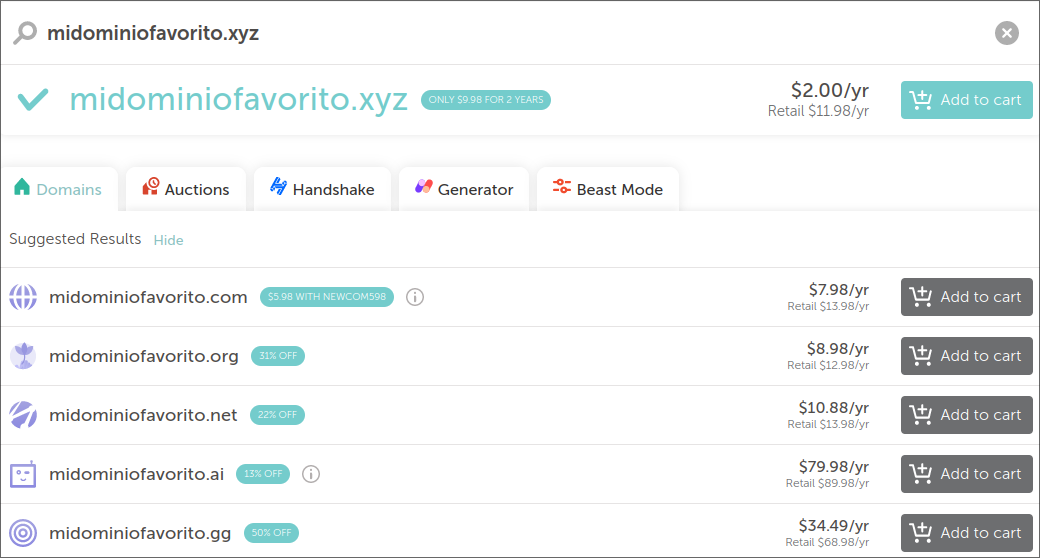 midominiofavorito.xyz
midominiofavorito.xyz ONLY $9.98 FOR 2 YEARS $2.00/yr Add to cart
Retail $11.98/yr
Domains Auctions Handshake Generator Beast Mode
Suggested Results Hide
midominiofavorito.com $5.98 WITH NEWCOM598 $7.98/yr Add to cart
Retail $13.98/yr
midominiofavorito.org 31% OFF $8.98/yr Add to cart
Retail $12.98/yr
midominiofavorito.net 22% OFF $10.88/yr Add to cart
Retail $13.98/yr
midominiofavorito.ai 13% OFF $79.98/yr Add to cart
Retail $89.98/yr
midominiofavorito.gg 50% OFF $34.49/yr Add to cart
Retail $68.98/yr